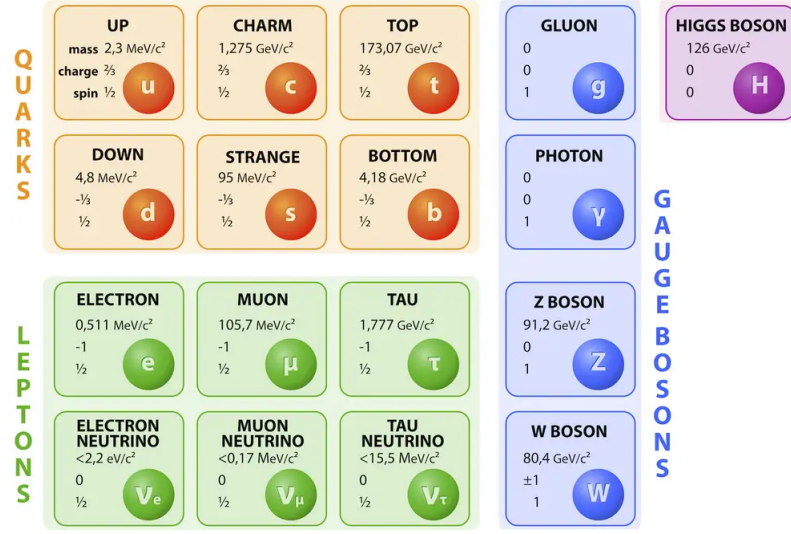 QUARKS
UP
mass 2,3 MeV/c²
charge ⅔
spin ½
u
CHARM
1,275 GeV/c²
⅔
½
c
TOP
173,07 GeV/c²
⅔
½
t
GLUON
0
0
1
g
HIGGS BOSON
126 GeV/c²
0
0
H
DOWN
4,8 MeV/c²
-⅓
½
d
STRANGE
95 MeV/c²
-⅓
½
s
BOTTOM
4,18 GeV/c²
-⅓
½
b
PHOTON
0
0
1
γ
GAUGE BOSONS
LEPTONS
ELECTRON
0,511 MeV/c²
-1
½
e
MUON
105,7 MeV/c²
-1
½
μ
TAU
1,777 GeV/c²
-1
½
τ
Z BOSON
91,2 GeV/c²
0
1
Z
ELECTRON
NEUTRINO
<2,2 eV/c²
0
½
νe
MUON
NEUTRINO
<0,17 MeV/c²
0
½
νμ
TAU
NEUTRINO
<15,5 MeV/c²
0
½
ντ
W BOSON
80,4 GeV/c²
±1
1
W